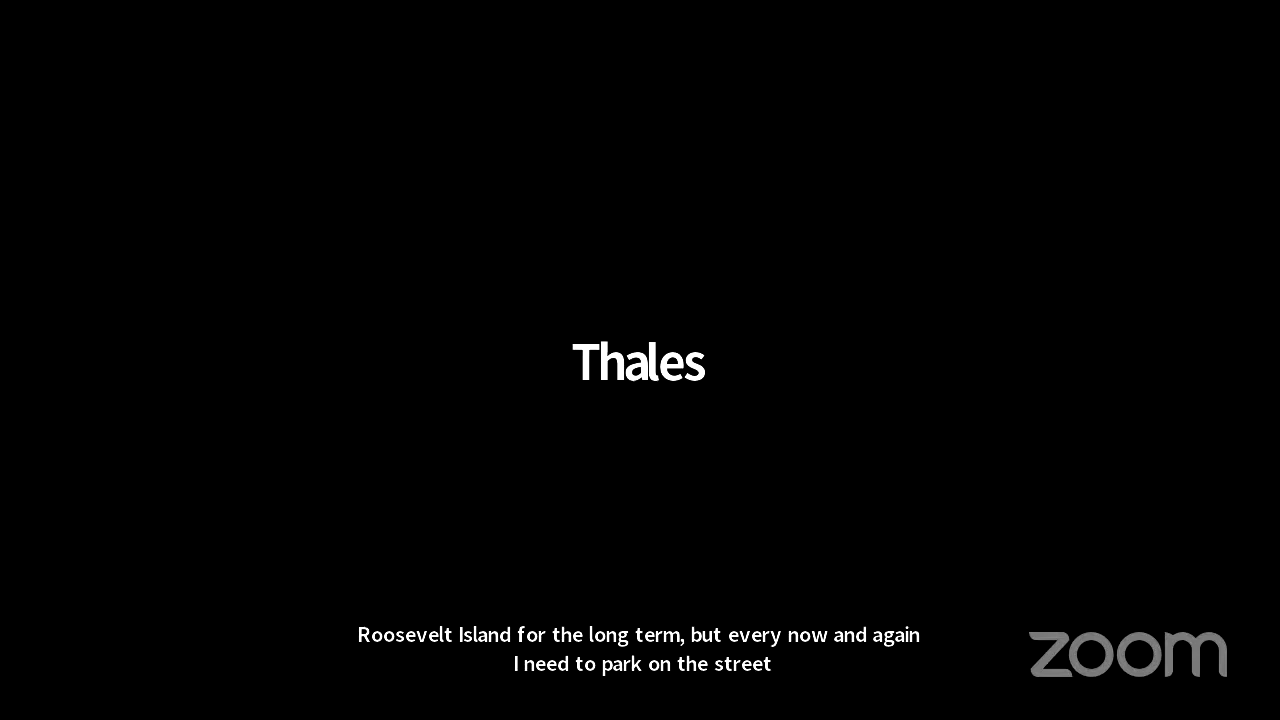 Thales
Roosevelt Island for the long term, but every now and again
I need to park on the street
zoom